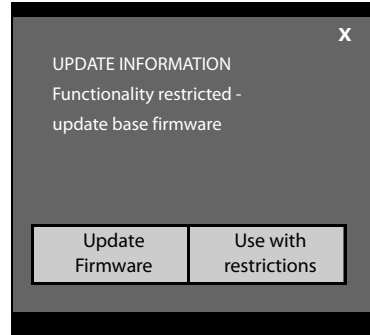 X
UPDATE INFORMATION
Functionality restricted -
update base firmware
Update
Firmware
Use with
restrictions